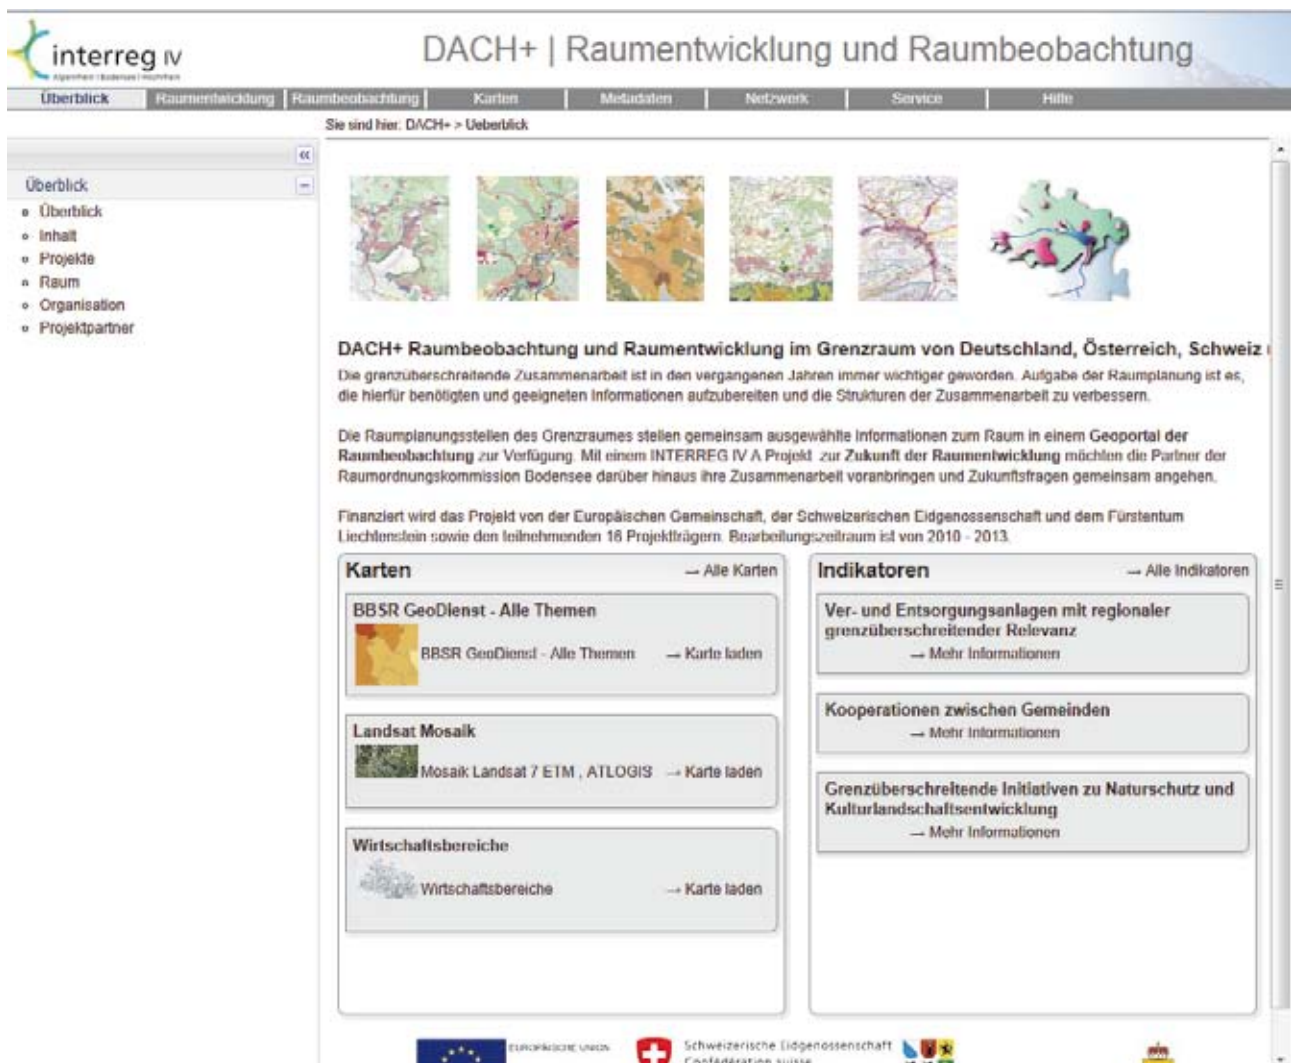 interreg IV
Alpenrhein | Bodensee | Hochrhein
DACH+ | Raumentwicklung und Raumbeobachtung
Überblick Raumentwicklung Raumbeobachtung Karten Metadaten Netzwerk Service Hilfe
Sie sind hier: DACH+ > Ueberblick
Überblick
Überblick
Inhalt
Projekte
Raum
Organisation
Projektpartner
DACH+ Raumbeobachtung und Raumentwicklung im Grenzraum von Deutschland, Österreich, Schweiz
Die grenzüberschreitende Zusammenarbeit ist in den vergangenen Jahren immer wichtiger geworden. Aufgabe der Raumplanung ist es,
die hierfür benötigten und geeigneten Informationen aufzubereiten und die Strukturen der Zusammenarbeit zu verbessern.
Die Raumplanungsstellen des Grenzraumes stellen gemeinsam ausgewählte Informationen zum Raum in einem Geoportal der
Raumbeobachtung zur Verfügung. Mit einem INTERREG IV A Projekt zur Zukunft der Raumentwicklung möchten die Partner der
Raumordnungskommission Bodensee darüber hinaus ihre Zusammenarbeit voranbringen und Zukunftsfragen gemeinsam angehen.
Finanziert wird das Projekt von der Europäischen Gemeinschaft, der Schweizerischen Eidgenossenschaft und dem Fürstentum
Liechtenstein sowie den teilnehmenden 16 Projektträgern. Bearbeitungszeitraum ist von 2010 - 2013.
Karten → Alle Karten
BBSR GeoDienst - Alle Themen
BBSR GeoDienst - Alle Themen → Karte laden
Landsat Mosaik
Mosaik Landsat 7 ETM , ATLOGIS → Karte laden
Wirtschaftsbereiche
Wirtschaftsbereiche → Karte laden
Indikatoren → Alle Indikatoren
Ver- und Entsorgungsanlagen mit regionaler
grenzüberschreitender Relevanz
→ Mehr Informationen
Kooperationen zwischen Gemeinden
→ Mehr Informationen
Grenzüberschreitende Initiativen zu Naturschutz und
Kulturlandschaftsentwicklung
→ Mehr Informationen
EUROPÄISCHE UNION
Schweizerische Eidgenossenschaft
Confédération suisse